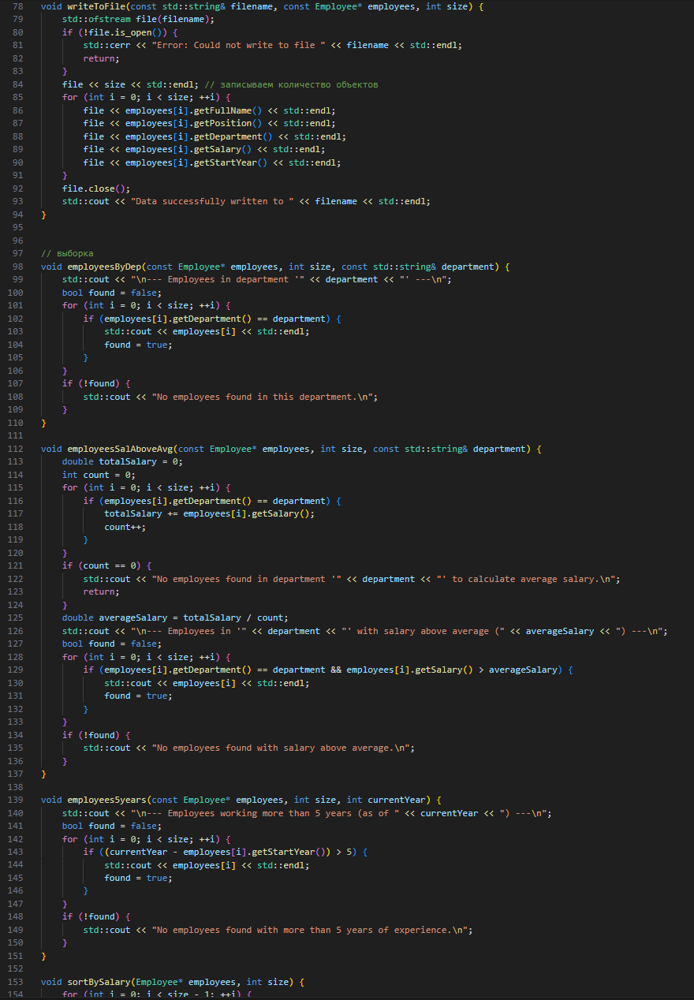 78 void writeToFile(const std::string& filename, const Employee* employees, int size) {
79     std::ofstream file(filename);
80     if (!file.is_open()) {
81         std::cerr << "Error: Could not write to file " << filename << std::endl;
82         return;
83     }
84     file << size << std::endl; // записываем количество объектов
85     for (int i = 0; i < size; ++i) {
86         file << employees[i].getFullName() << std::endl;
87         file << employees[i].getPosition() << std::endl;
88         file << employees[i].getDepartment() << std::endl;
89         file << employees[i].getSalary() << std::endl;
90         file << employees[i].getStartYear() << std::endl;
91     }
92     file.close();
93     std::cout << "Data successfully written to " << filename << std::endl;
94 }
95
96
97 // выборка
98 void employeesByDep(const Employee* employees, int size, const std::string& department) {
99     std::cout << "\n--- Employees in department '" << department << "' ---\n";
100     bool found = false;
101     for (int i = 0; i < size; ++i) {
102         if (employees[i].getDepartment() == department) {
103             std::cout << employees[i] << std::endl;
104             found = true;
105         }
106     }
107     if (!found) {
108         std::cout << "No employees found in this department.\n";
109     }
110 }
111
112 void employeesSalAboveAvg(const Employee* employees, int size, const std::string& department) {
113     double totalSalary = 0;
114     int count = 0;
115     for (int i = 0; i < size; ++i) {
116         if (employees[i].getDepartment() == department) {
117             totalSalary += employees[i].getSalary();
118             count++;
119         }
120     }
121     if (count == 0) {
122         std::cout << "No employees found in department '" << department << "' to calculate average salary.\n";
123         return;
124     }
125     double averageSalary = totalSalary / count;
126     std::cout << "\n--- Employees in '" << department << "' with salary above average (" << averageSalary << ") ---\n";
127     bool found = false;
128     for (int i = 0; i < size; ++i) {
129         if (employees[i].getDepartment() == department && employees[i].getSalary() > averageSalary) {
130             std::cout << employees[i] << std::endl;
131             found = true;
132         }
133     }
134     if (!found) {
135         std::cout << "No employees found with salary above average.\n";
136     }
137 }
138
139 void employees5years(const Employee* employees, int size, int currentYear) {
140     std::cout << "\n--- Employees working more than 5 years (as of " << currentYear << ") ---\n";
141     bool found = false;
142     for (int i = 0; i < size; ++i) {
143         if ((currentYear - employees[i].getStartYear()) > 5) {
144             std::cout << employees[i] << std::endl;
145             found = true;
146         }
147     }
148     if (!found) {
149         std::cout << "No employees found with more than 5 years of experience.\n";
150     }
151 }
152
153 void sortBySalary(Employee* employees, int size) {
154     for (int i = 0; i < size - 1; ++i) {